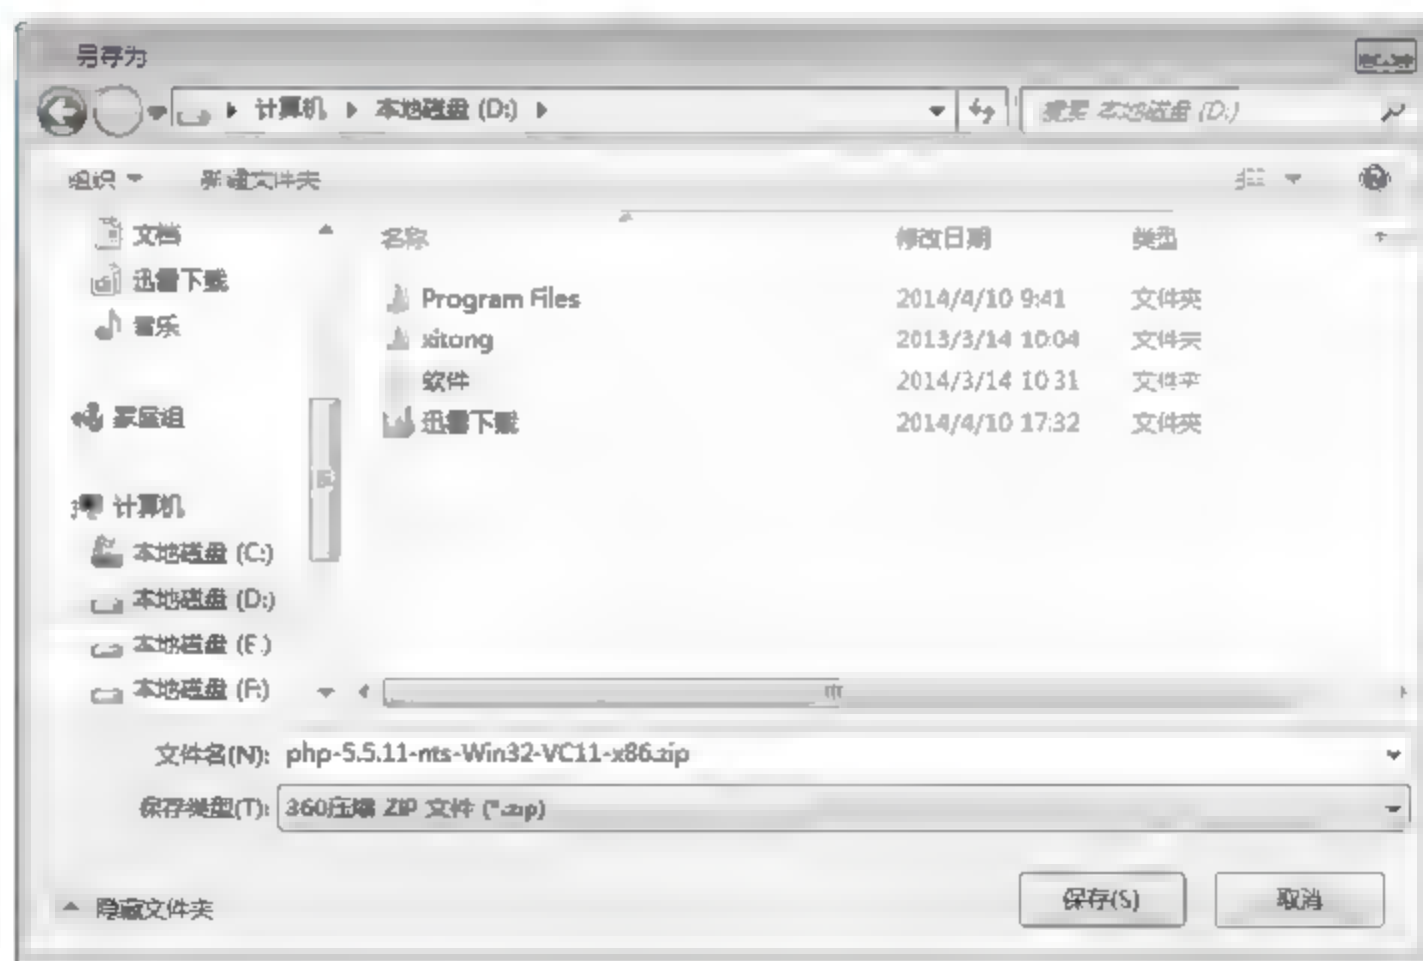 另存为
计算机 本地磁盘 (D:)
搜索 本地磁盘 (D:)
组织 新建文件夹
文档
迅雷下载
音乐
家庭组
计算机
本地磁盘 (C:)
本地磁盘 (D:)
本地磁盘 (E:)
本地磁盘 (F:)
名称 修改日期 类型
Program Files 2014/4/10 9:41 文件夹
xitong 2013/3/14 10:04 文件夹
软件 2014/3/14 10:31 文件夹
迅雷下载 2014/4/10 17:32 文件夹
文件名(N): php-5.5.11-nts-Win32-VC11-x86.zip
保存类型(T): 360压缩 ZIP 文件 (*.zip)
隐藏文件夹 保存(S) 取消